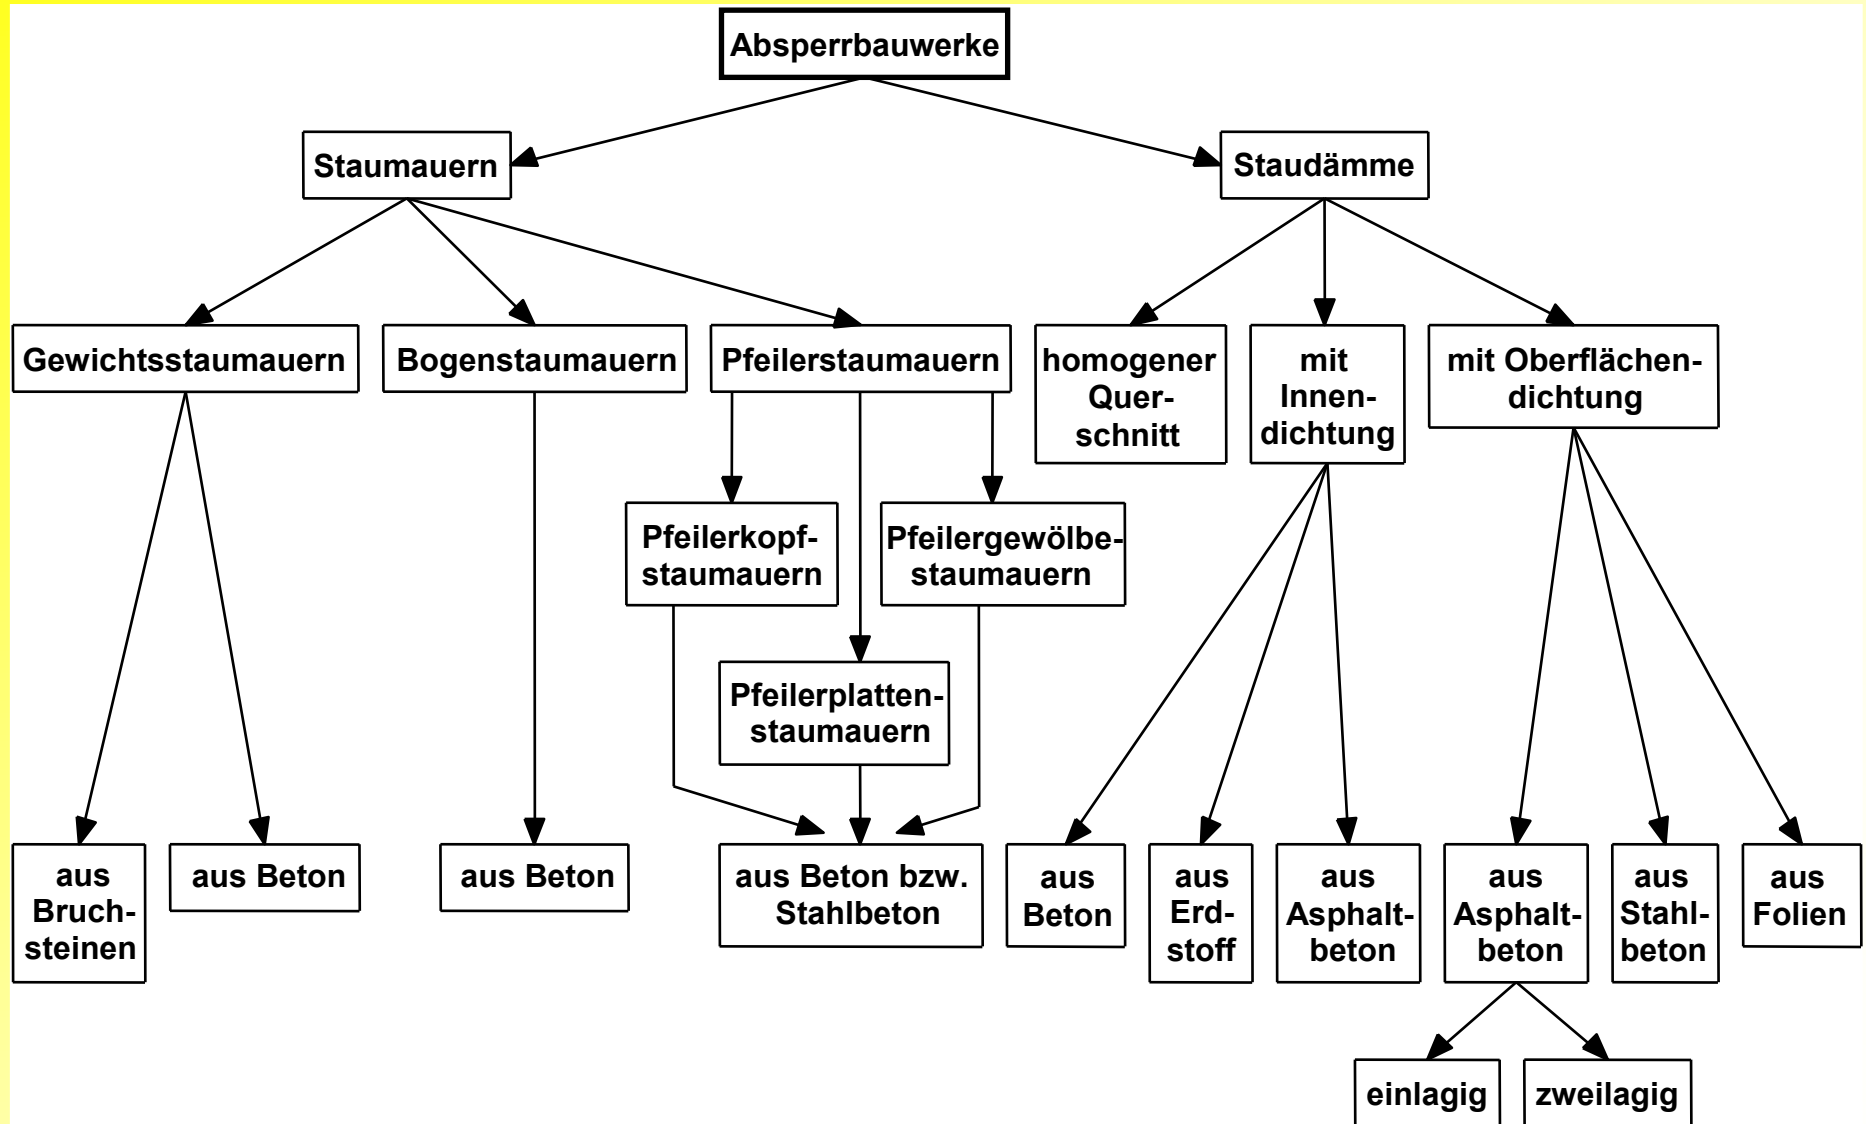 Absperrbauwerke
Staumauern
Staudämme
Gewichtsstaumauern
Bogenstaumauern
Pfeilerstaumauern
homogener
Quer-
schnitt
mit
Innen-
dichtung
mit Oberflächen-
dichtung
Pfeilerkopf-
staumauern
Pfeilergewölbe-
staumauern
Pfeilerplatten-
staumauern
aus
Bruch-
steinen
aus Beton
aus Beton
aus Beton bzw.
Stahlbeton
aus
Beton
aus
Erd-
stoff
aus
Asphalt-
beton
aus
Asphalt-
beton
aus
Stahl-
beton
aus
Folien
einlagig
zweilagig